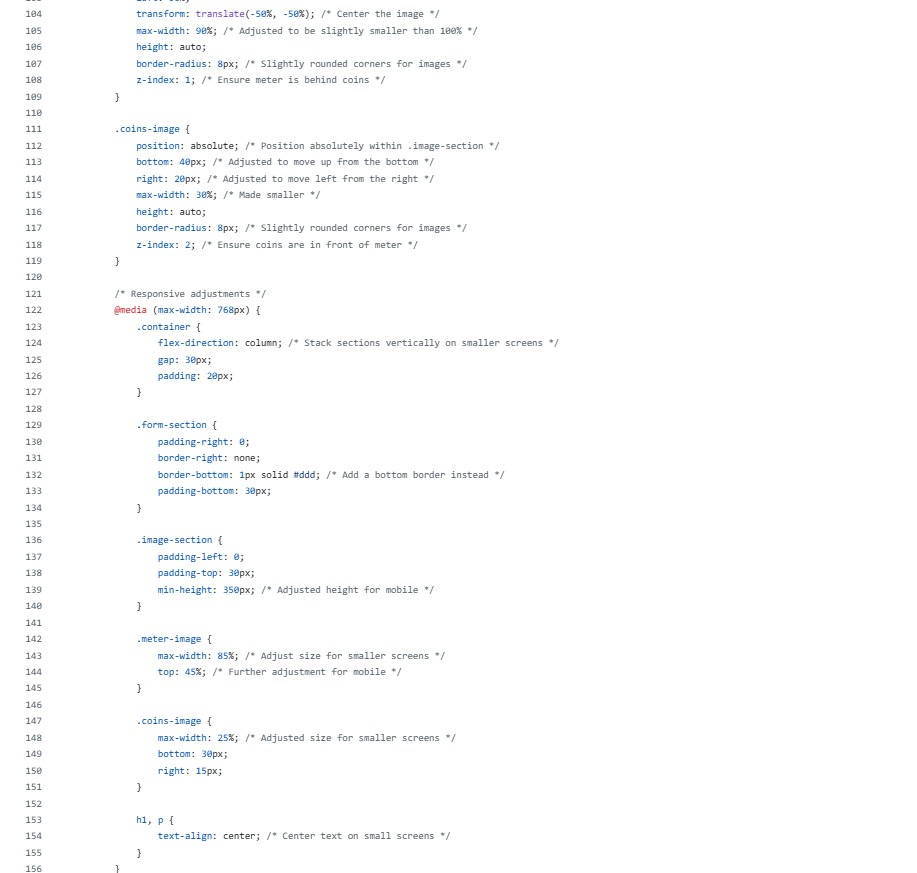 104 transform: translate(-50%, -50%); /* Center the image */
105 max-width: 90%; /* Adjusted to be slightly smaller than 100% */
106 height: auto;
107 border-radius: 8px; /* Slightly rounded corners for images */
108 z-index: 1; /* Ensure meter is behind coins */
109 }
110
111 .coins-image {
112 position: absolute; /* Position absolutely within .image-section */
113 bottom: 40px; /* Adjusted to move up from the bottom */
114 right: 20px; /* Adjusted to move left from the right */
115 max-width: 30%; /* Made smaller */
116 height: auto;
117 border-radius: 8px; /* Slightly rounded corners for images */
118 z-index: 2; /* Ensure coins are in front of meter */
119 }
120
121 /* Responsive adjustments */
122 @media (max-width: 768px) {
123 .container {
124 flex-direction: column; /* Stack sections vertically on smaller screens */
125 gap: 30px;
126 padding: 20px;
127 }
128
129 .form-section {
130 padding-right: 0;
131 border-right: none;
132 border-bottom: 1px solid #ddd; /* Add a bottom border instead */
133 padding-bottom: 30px;
134 }
135
136 .image-section {
137 padding-left: 0;
138 padding-top: 30px;
139 min-height: 350px; /* Adjusted height for mobile */
140 }
141
142 .meter-image {
143 max-width: 85%; /* Adjust size for smaller screens */
144 top: 45%; /* Further adjustment for mobile */
145 }
146
147 .coins-image {
148 max-width: 25%; /* Adjusted size for smaller screens */
149 bottom: 30px;
150 right: 15px;
151 }
152
153 h1, p {
154 text-align: center; /* Center text on small screens */
155 }
156 }